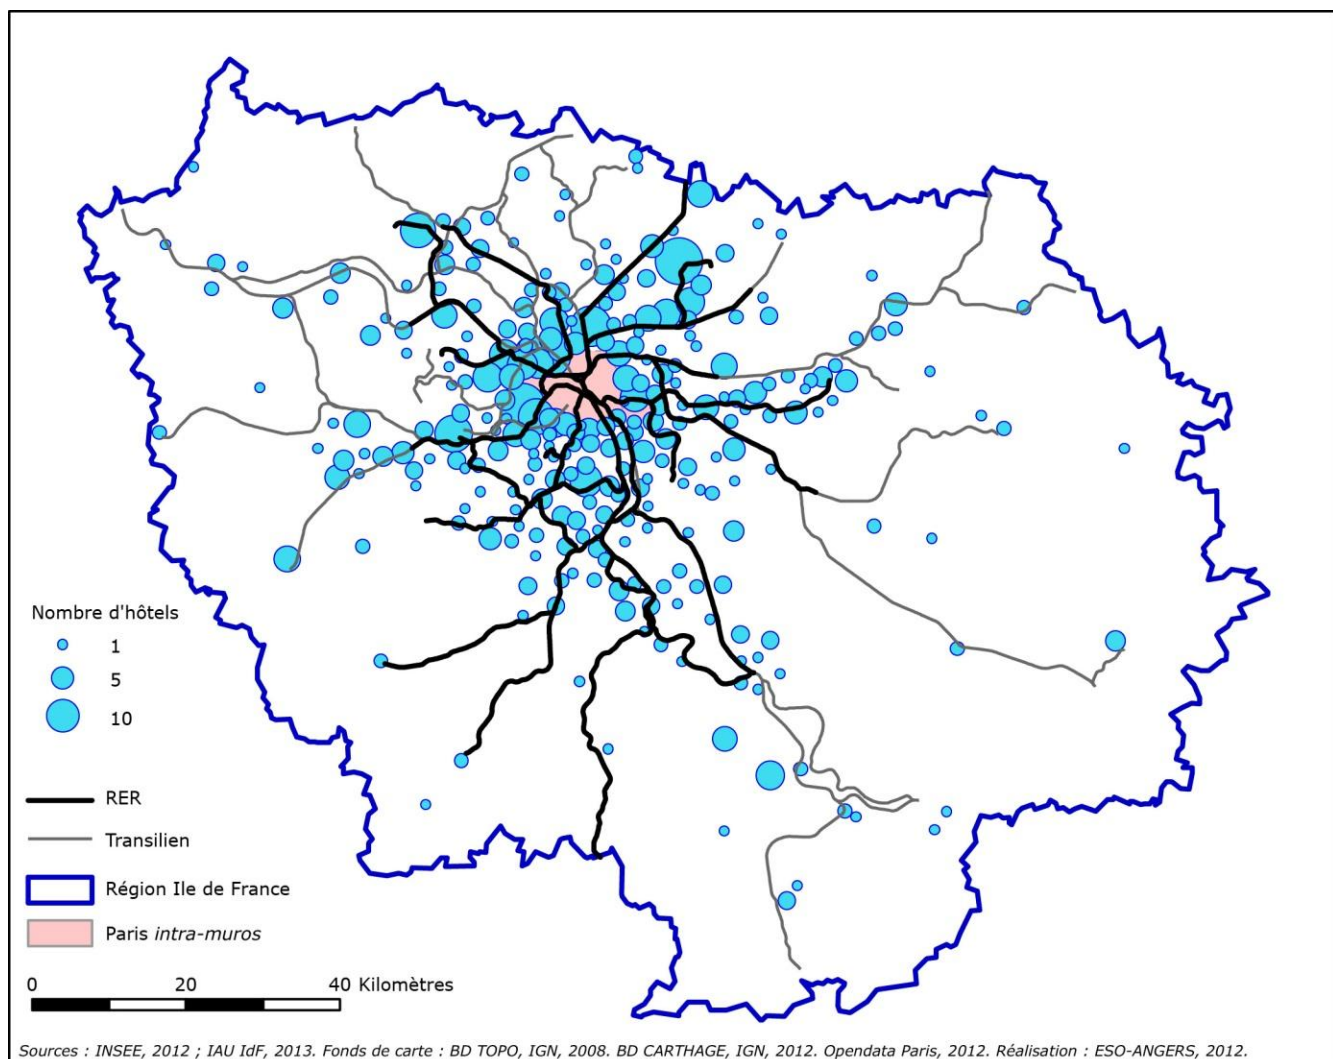 Nombre d'hôtels
1
5
10
RER
Transilien
Région Ile de France
Paris intra-muros
0 20 40 Kilomètres
Sources : INSEE, 2012 ; IAU IdF, 2013. Fonds de carte : BD TOPO, IGN, 2008. BD CARTHAGE, IGN, 2012. Opendata Paris, 2012. Réalisation : ESO-ANGERS, 2012.